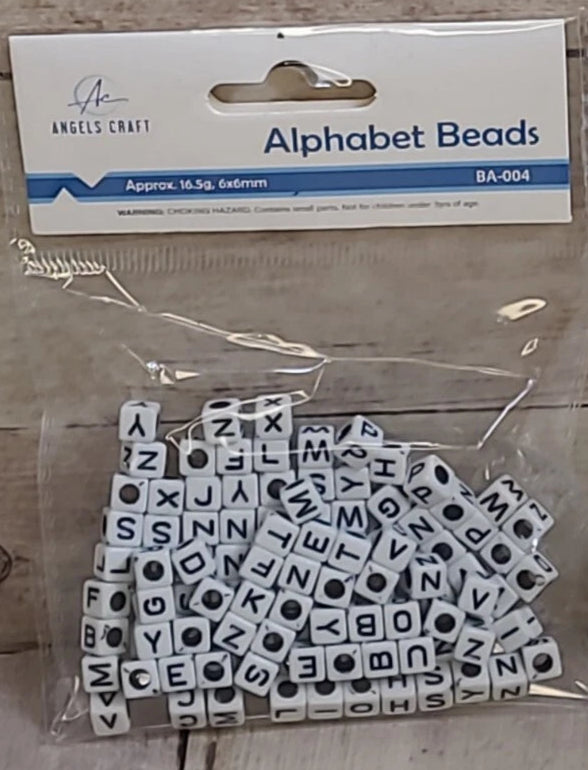 Ac
ANGELS CRAFT
Alphabet Beads
Approx. 16.5g, 6x6mm
BA-004
WARNING: CHOKING HAZARD. Contains small parts. Not for children under 3yrs of age.
Y N X
Z F L W H
X J Y S Y M G
S S N N T E T M N P W
L D N F Z V
F G K N V
B Y Z Y B O N I
M E S E B U Z
V J M L I O H S Y N